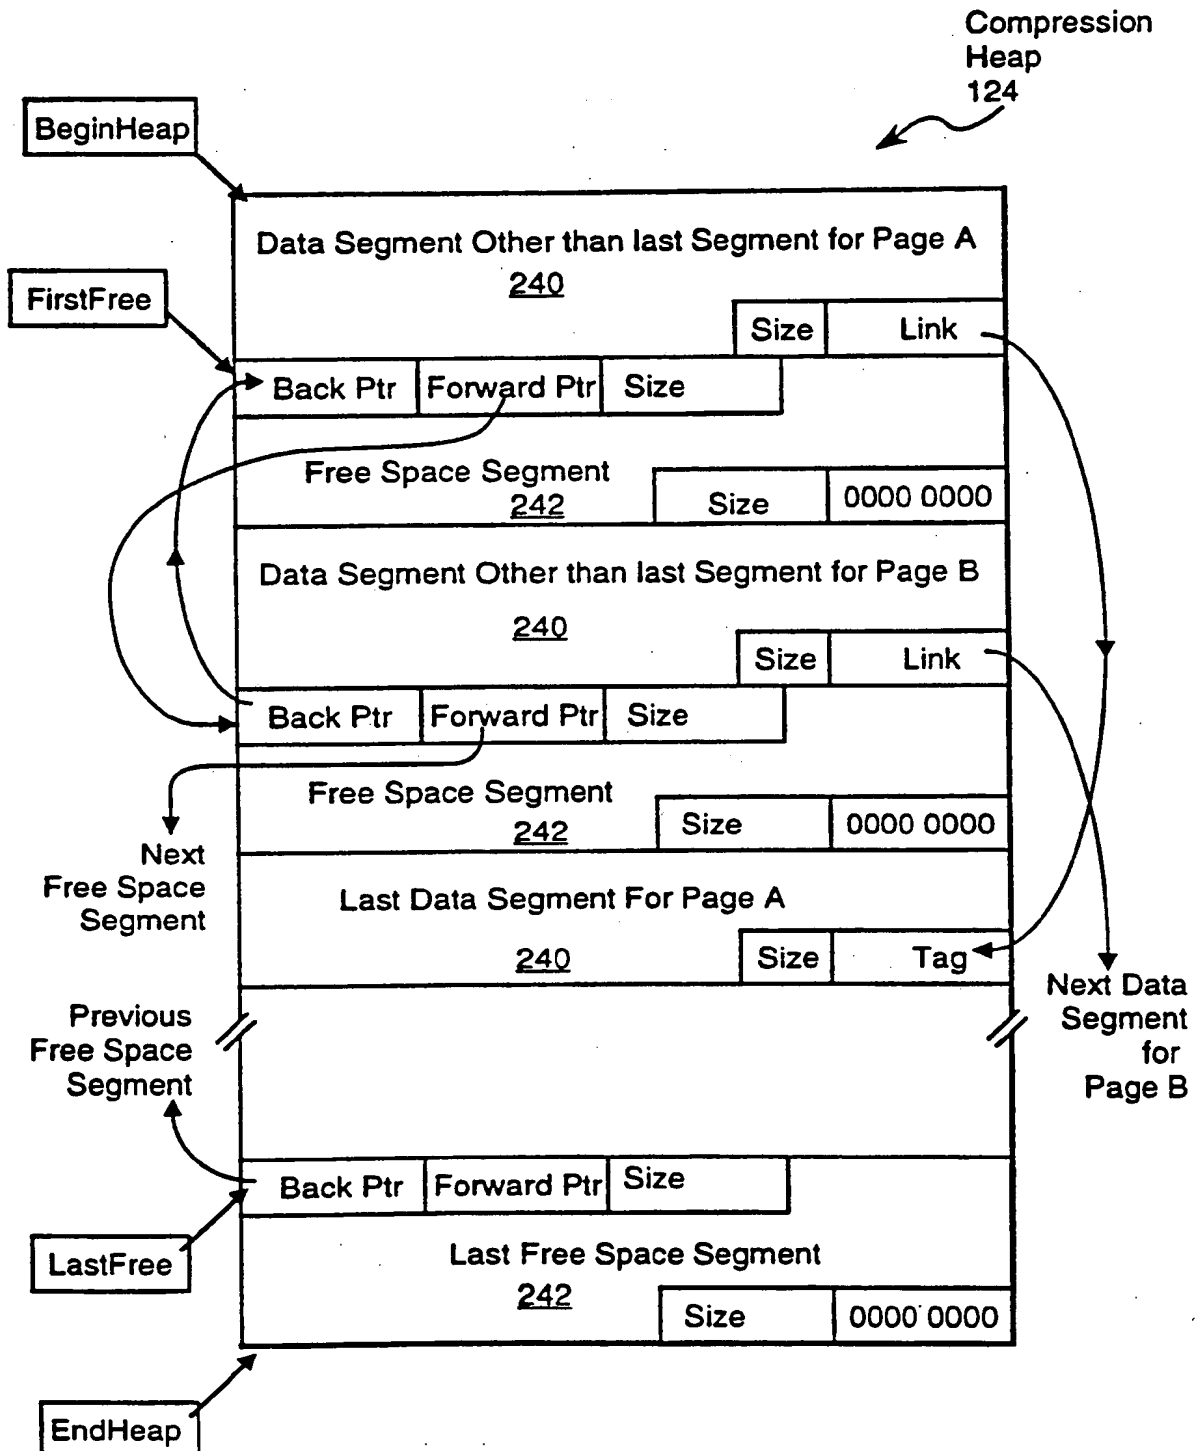 Compression
Heap
124
BeginHeap
Data Segment Other than last Segment for Page A
240
FirstFree
Size Link
Back Ptr Forward Ptr Size
Free Space Segment
242
Size 0000 0000
Data Segment Other than last Segment for Page B
240
Size Link
Back Ptr Forward Ptr Size
Free Space Segment
242
Size 0000 0000
Next
Free Space
Segment
Last Data Segment For Page A
240
Size Tag
Next Data
Segment
for
Page B
Previous
Free Space
Segment
Back Ptr Forward Ptr Size
LastFree
Last Free Space Segment
242
Size 0000 0000
EndHeap